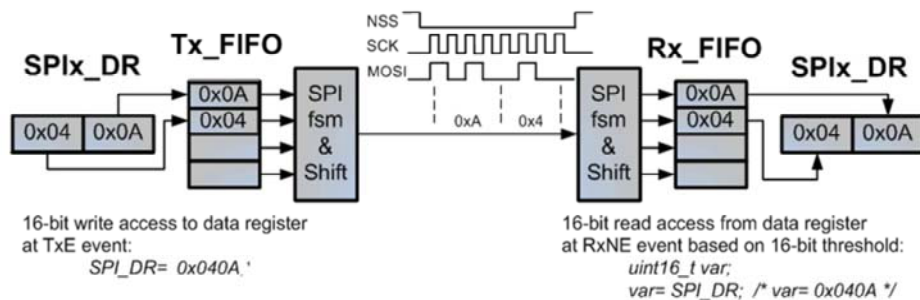 NSS
SCK
MOSI
Tx_FIFO
Rx_FIFO
SPIx_DR
SPIx_DR
0x04 0x0A
0x0A
0x04
SPI
fsm
&
Shift
0xA 0x4
SPI
fsm
&
Shift
0x0A
0x04
0x04 0x0A
16-bit write access to data register
at TxE event:
SPI_DR= 0x040A '
16-bit read access from data register
at RxNE event based on 16-bit threshold:
uint16_t var;
var= SPI_DR; /* var= 0x040A */